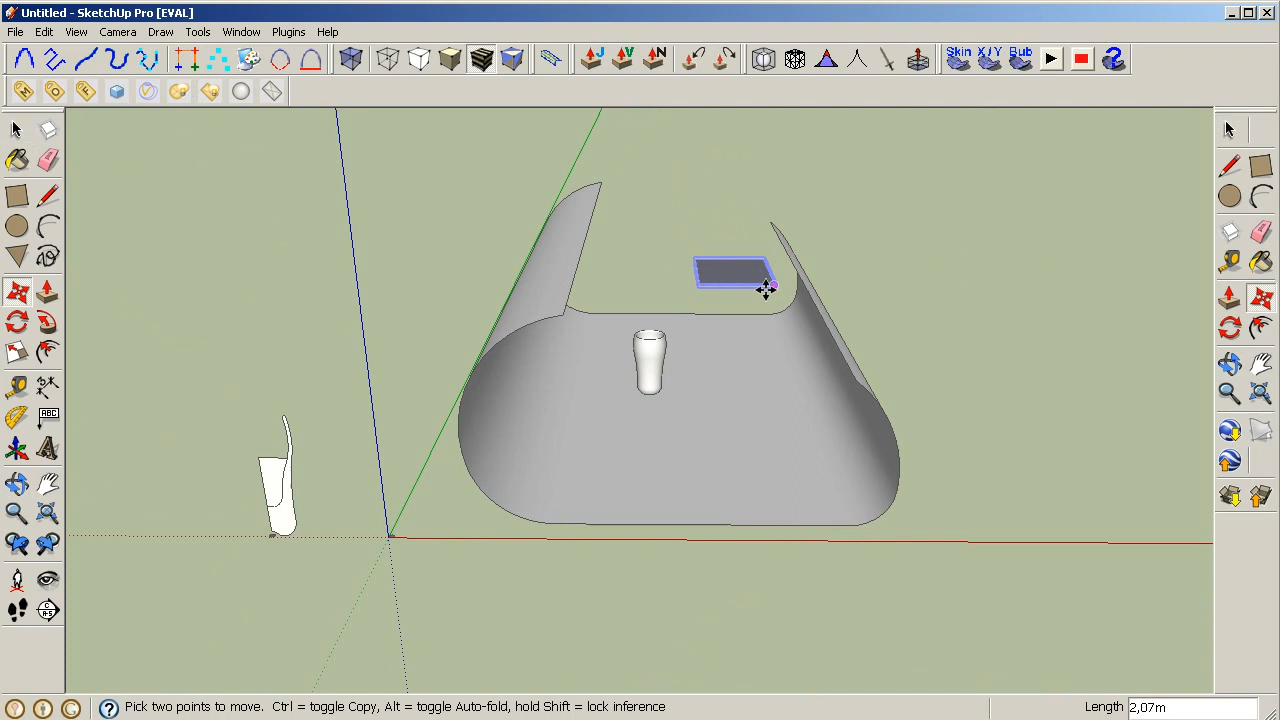 Untitled - SketchUp Pro [EVAL]
File Edit View Camera Draw Tools Window Plugins Help
J V N Skin X/Y Bub
M O F
ABC
A
Pick two points to move. Ctrl = toggle Copy, Alt = toggle Auto-fold, hold Shift = lock inference Length 2,07m